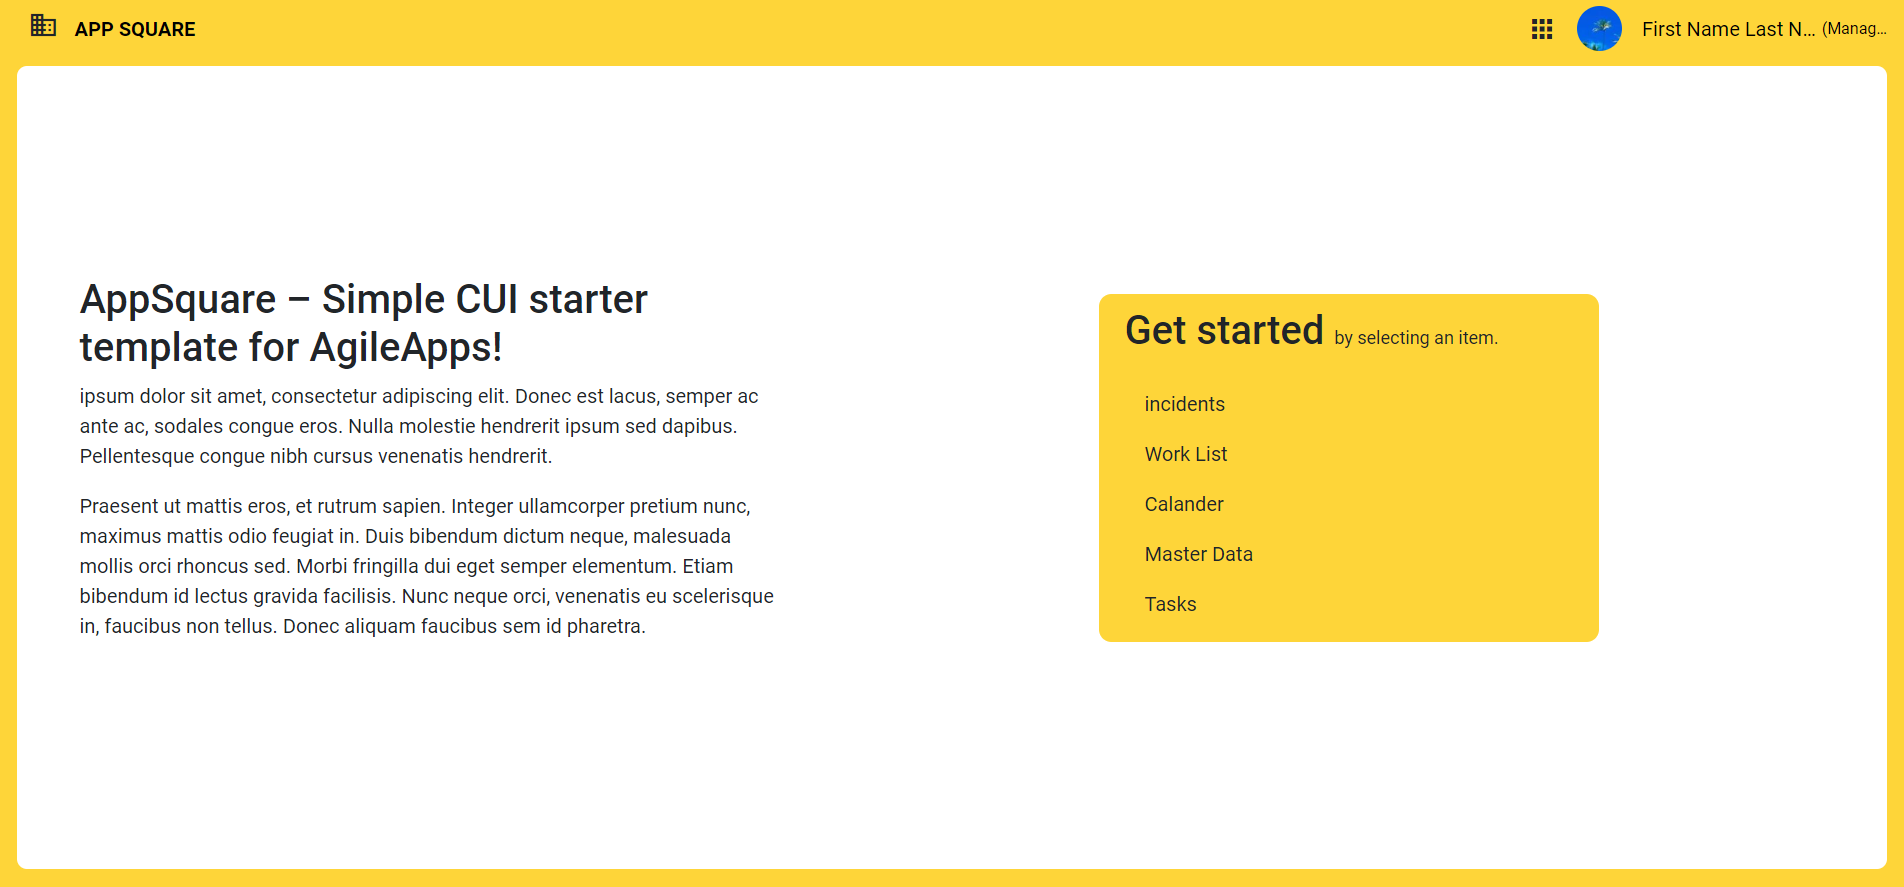 APP SQUARE
First Name Last N... (Manag...
AppSquare – Simple CUI starter
template for AgileApps!
ipsum dolor sit amet, consectetur adipiscing elit. Donec est lacus, semper ac
ante ac, sodales congue eros. Nulla molestie hendrerit ipsum sed dapibus.
Pellentesque congue nibh cursus venenatis hendrerit.
Praesent ut mattis eros, et rutrum sapien. Integer ullamcorper pretium nunc,
maximus mattis odio feugiat in. Duis bibendum dictum neque, malesuada
mollis orci rhoncus sed. Morbi fringilla dui eget semper elementum. Etiam
bibendum id lectus gravida facilisis. Nunc neque orci, venenatis eu scelerisque
in, faucibus non tellus. Donec aliquam faucibus sem id pharetra.
Get started by selecting an item.
incidents
Work List
Calander
Master Data
Tasks